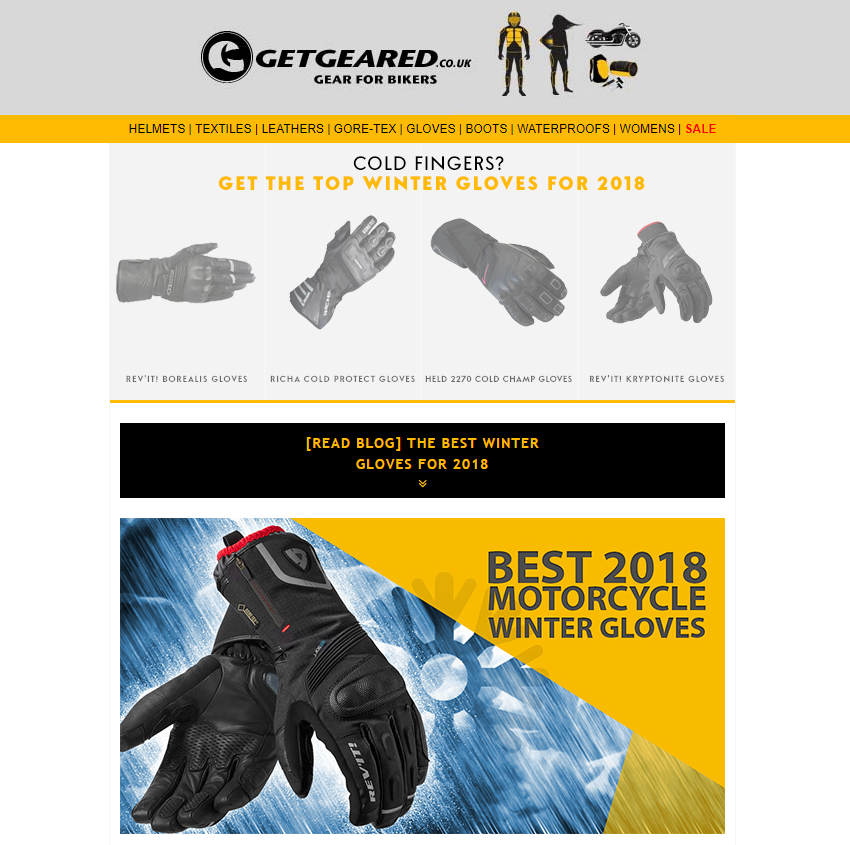 GETGEARED.CO.UK
GEAR FOR BIKERS
HELMETS | TEXTILES | LEATHERS | GORE-TEX | GLOVES | BOOTS | WATERPROOFS | WOMENS | SALE
COLD FINGERS?
GET THE TOP WINTER GLOVES FOR 2018
REV'IT! BOREALIS GLOVES
RICHA COLD PROTECT GLOVES
HELD 2270 COLD CHAMP GLOVES
REV'IT! KRYPTONITE GLOVES
[READ BLOG] THE BEST WINTER
GLOVES FOR 2018
BEST 2018
MOTORCYCLE
WINTER GLOVES
REV'IT!